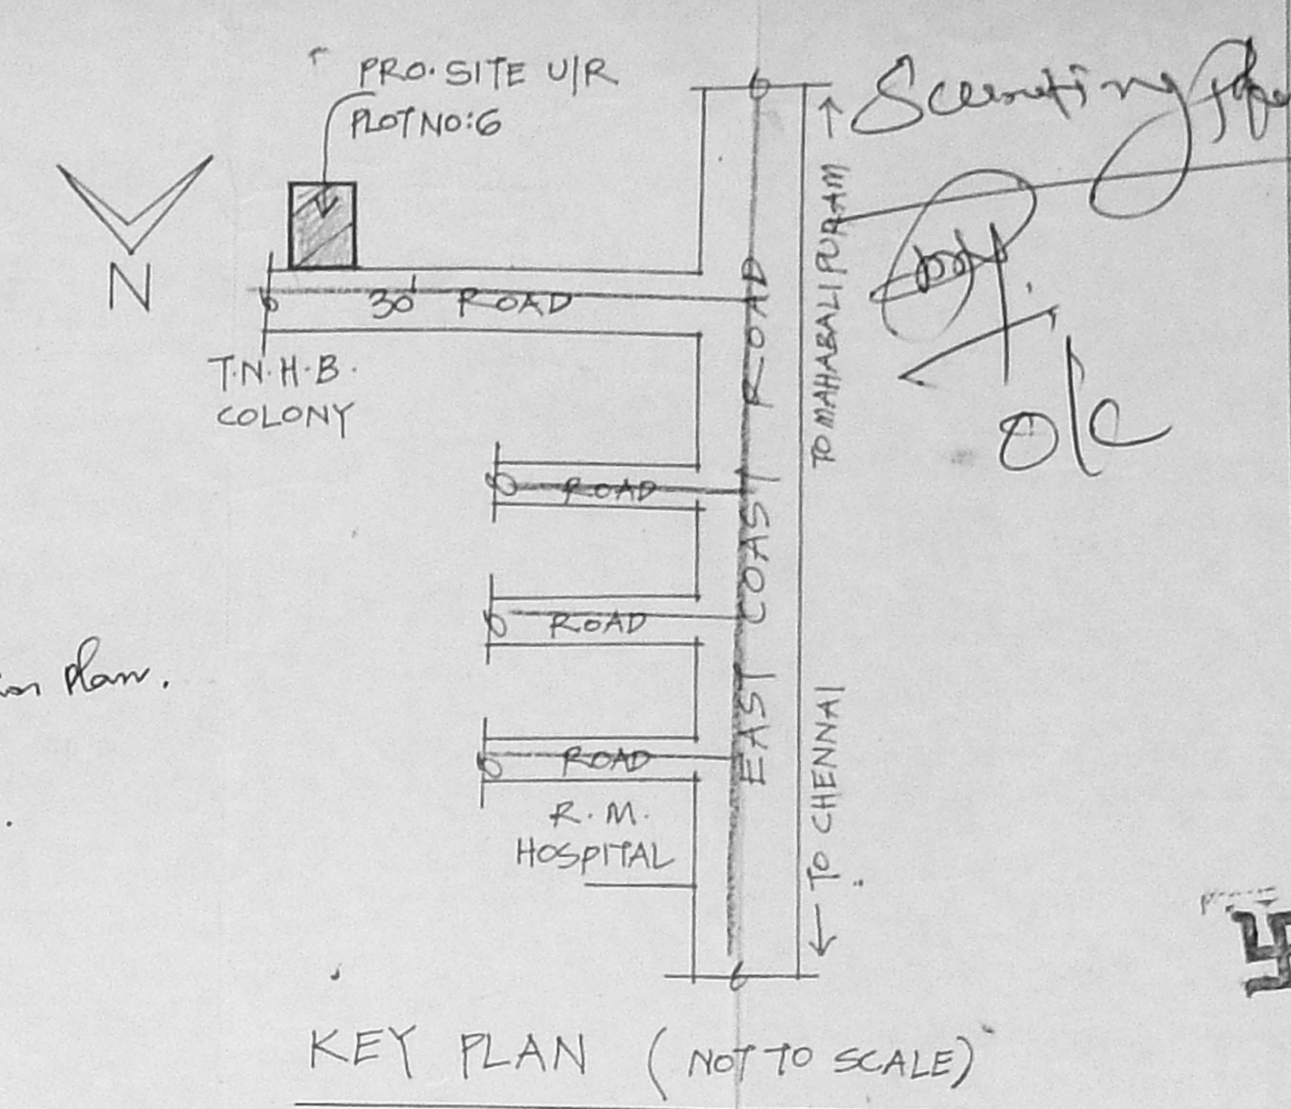 PRO. SITE U/R
PLOT NO:6
N
30' ROAD
T.N.H.B.
COLONY
ROAD
ROAD
ROAD
R.M.
HOSPITAL
EAST COAST ROAD
TO MAHABALIPURAM
TO CHENNAI
o/c
Plan.
KEY PLAN (NOT TO SCALE)